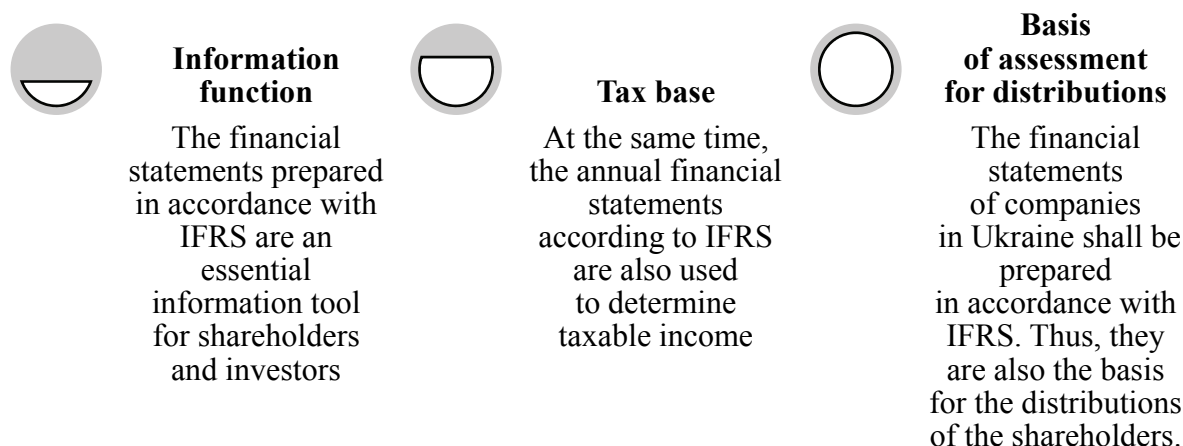 Information
function
The financial
statements prepared
in accordance with
IFRS are an
essential
information tool
for shareholders
and investors
Tax base
At the same time,
the annual financial
statements
according to IFRS
are also used
to determine
taxable income
Basis
of assessment
for distributions
The financial
statements
of companies
in Ukraine shall be
prepared
in accordance with
IFRS. Thus, they
are also the basis
for the distributions
of the shareholders.